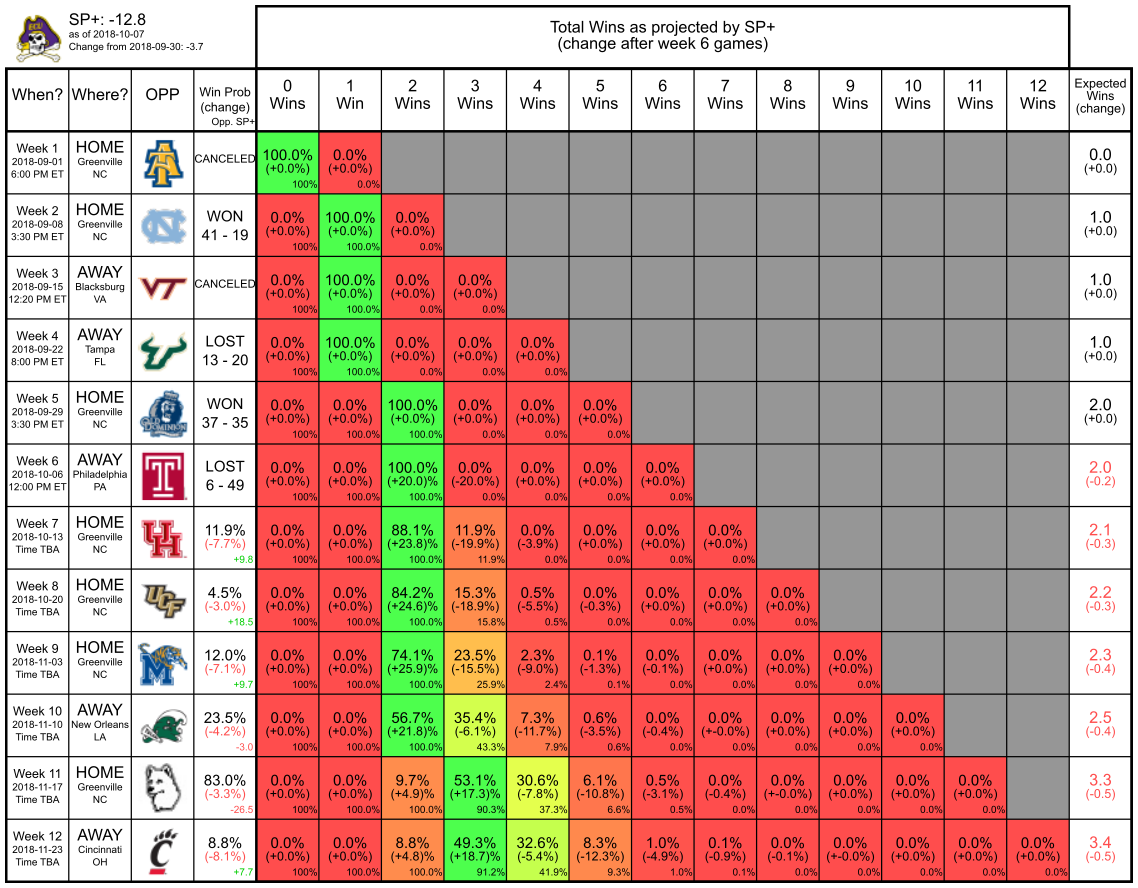 SP+: -12.8
as of 2018-10-07
Change from 2018-09-30: -3.7
Total Wins as projected by SP+
(change after week 6 games)
When? Where? OPP Win Prob (change) Opp. SP+ 0 Wins 1 Win 2 Wins 3 Wins 4 Wins 5 Wins 6 Wins 7 Wins 8 Wins 9 Wins 10 Wins 11 Wins 12 Wins Expected Wins (change)
Week 1 HOME CANCELED 100.0% 0.0% 0.0
2018-09-01 Greenville (+0.0%) (+0.0%) (+0.0)
6:00 PM ET NC 100% 0.0%
Week 2 HOME WON 0.0% 100.0% 0.0% 1.0
2018-09-08 Greenville 41 - 19 (+0.0%) (+0.0%) (+0.0%) (+0.0)
3:30 PM ET NC 100% 100.0% 0.0%
Week 3 AWAY CANCELED 0.0% 100.0% 0.0% 0.0% 1.0
2018-09-15 Blacksburg (+0.0%) (+0.0%) (+0.0%) (+0.0%) (+0.0)
12:20 PM ET VA 100% 100.0% 0.0% 0.0%
Week 4 AWAY LOST 0.0% 100.0% 0.0% 0.0% 0.0% 1.0
2018-09-22 Tampa 13 - 20 (+0.0%) (+0.0%) (+0.0%) (+0.0%) (+0.0%) (+0.0)
8:00 PM ET FL 100% 100.0% 0.0% 0.0% 0.0%
Week 5 HOME WON 0.0% 0.0% 100.0% 0.0% 0.0% 0.0% 2.0
2018-09-29 Greenville 37 - 35 (+0.0%) (+0.0%) (+0.0%) (+0.0%) (+0.0%) (+0.0%) (+0.0)
3:30 PM ET NC 100% 100.0% 100.0% 0.0% 0.0% 0.0%
Week 6 AWAY LOST 0.0% 0.0% 100.0% 0.0% 0.0% 0.0% 0.0% 2.0
2018-10-06 Philadelphia 6 - 49 (+0.0%) (+0.0%) (+20.0)% (-20.0%) (+0.0%) (+0.0%) (+0.0%) (-0.2)
12:00 PM ET PA 100% 100.0% 100.0% 0.0% 0.0% 0.0% 0.0%
Week 7 HOME 11.9% 0.0% 0.0% 88.1% 11.9% 0.0% 0.0% 0.0% 0.0% 2.1
2018-10-13 Greenville (-7.7%) (+0.0%) (+0.0%) (+23.8)% (-19.9%) (-3.9%) (+0.0%) (+0.0%) (+0.0%) (-0.3)
Time TBA NC +9.8 100% 100.0% 100.0% 11.9% 0.0% 0.0% 0.0% 0.0%
Week 8 HOME 4.5% 0.0% 0.0% 84.2% 15.3% 0.5% 0.0% 0.0% 0.0% 0.0% 2.2
2018-10-20 Greenville (-3.0%) (+0.0%) (+0.0%) (+24.6)% (-18.9%) (-5.5%) (-0.3%) (+0.0%) (+0.0%) (+0.0%) (-0.3)
Time TBA NC +18.5 100% 100.0% 100.0% 15.8% 0.5% 0.0% 0.0% 0.0% 0.0%
Week 9 HOME 12.0% 0.0% 0.0% 74.1% 23.5% 2.3% 0.1% 0.0% 0.0% 0.0% 0.0% 2.3
2018-11-03 Greenville (-7.1%) (+0.0%) (+0.0%) (+25.9)% (-15.5%) (-9.0%) (-1.3%) (-0.1%) (+0.0%) (+0.0%) (+0.0%) (-0.4)
Time TBA NC +9.7 100% 100.0% 100.0% 25.9% 2.4% 0.1% 0.0% 0.0% 0.0% 0.0%
Week 10 AWAY 23.5% 0.0% 0.0% 56.7% 35.4% 7.3% 0.6% 0.0% 0.0% 0.0% 0.0% 0.0% 2.5
2018-11-10 New Orleans (-4.2%) (+0.0%) (+0.0%) (+21.8)% (-6.1%) (-11.7%) (-3.5%) (-0.4%) (+-0.0%) (+0.0%) (+0.0%) (+0.0%) (-0.4)
Time TBA LA -3.0 100% 100.0% 100.0% 43.3% 7.9% 0.6% 0.0% 0.0% 0.0% 0.0% 0.0%
Week 11 HOME 83.0% 0.0% 0.0% 9.7% 53.1% 30.6% 6.1% 0.5% 0.0% 0.0% 0.0% 0.0% 0.0% 3.3
2018-11-17 Greenville (-3.3%) (+0.0%) (+0.0%) (+4.9)% (+17.3)% (-7.8%) (-10.8%) (-3.1%) (-0.4%) (+-0.0%) (+0.0%) (+0.0%) (+0.0%) (-0.5)
Time TBA NC -26.5 100% 100.0% 100.0% 90.3% 37.3% 6.6% 0.5% 0.0% 0.0% 0.0% 0.0% 0.0%
Week 12 AWAY 8.8% 0.0% 0.0% 8.8% 49.3% 32.6% 8.3% 1.0% 0.1% 0.0% 0.0% 0.0% 0.0% 0.0% 3.4
2018-11-23 Cincinnati (-8.1%) (+0.0%) (+0.0%) (+4.8)% (+18.7)% (-5.4%) (-12.3%) (-4.9%) (-0.9%) (-0.1%) (+-0.0%) (+0.0%) (+0.0%) (+0.0%) (-0.5)
Time TBA OH +7.7 100% 100.0% 100.0% 91.2% 41.9% 9.3% 1.0% 0.1% 0.0% 0.0% 0.0% 0.0% 0.0%